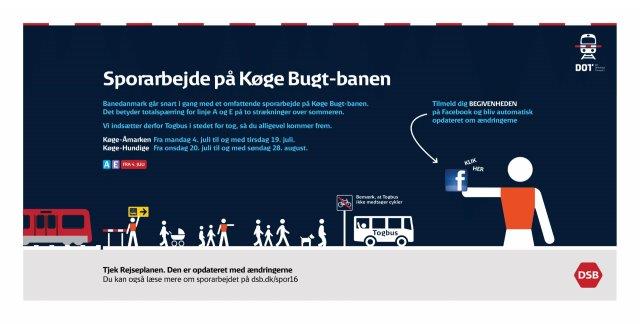 DOT
Sporarbejde på Køge Bugt-banen
Banedanmark går snart i gang med et omfattende sporarbejde på Køge Bugt-banen.
Det betyder totalspærring for linje A og E på to strækninger over sommeren.
Vi indsætter derfor Togbus i stedet for tog, så du alligevel kommer frem.
Køge-Åmarken Fra mandag 4. juli til og med tirsdag 19. juli.
Køge-Hundige Fra onsdag 20. juli til og med søndag 28. august.
A E FRA 4. JULI
Tilmeld dig BEGIVENHEDEN
på Facebook og bliv automatisk
opdateret om ændringerne
KLIK
HER
f
Bemærk, at Togbus
ikke medtager cykler
Togbus
Tjek Rejseplanen. Den er opdateret med ændringerne
Du kan også læse mere om sporarbejdet på dsb.dk/spor16
DSB